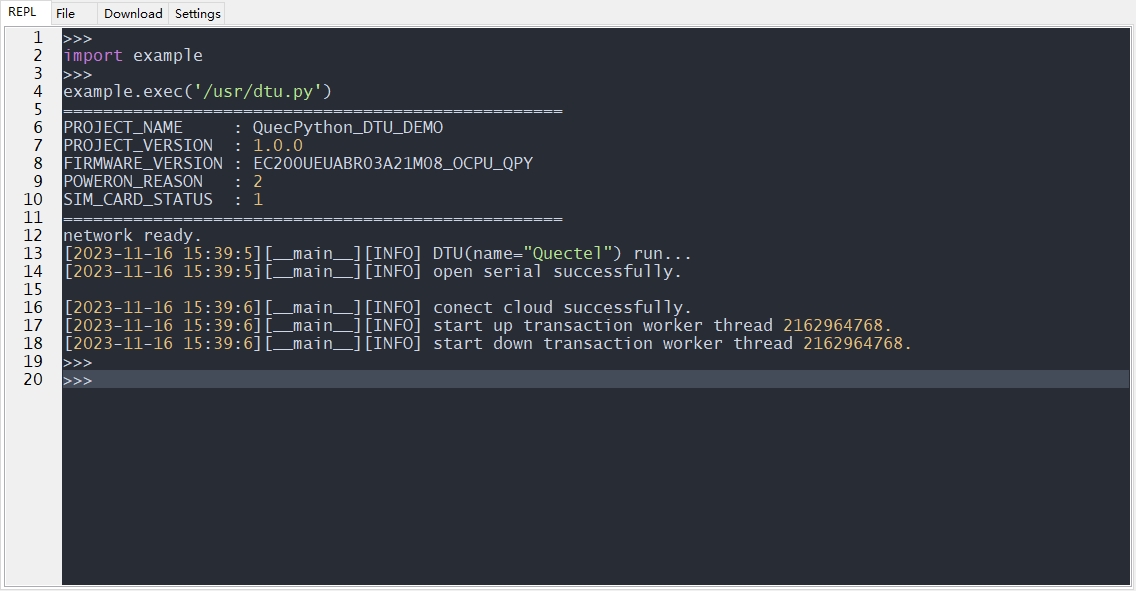 REPL File Download Settings
1 >>>
2 import example
3 >>>
4 example.exec('/usr/dtu.py')
5 ==================================================
6 PROJECT_NAME     : QuecPython_DTU_DEMO
7 PROJECT_VERSION  : 1.0.0
8 FIRMWARE_VERSION : EC200UEUABR03A21M08_OCPU_QPY
9 POWERON_REASON   : 2
10 SIM_CARD_STATUS  : 1
11 ==================================================
12 network ready.
13 [2023-11-16 15:39:5][__main__][INFO] DTU(name="Quectel") run...
14 [2023-11-16 15:39:5][__main__][INFO] open serial successfully.
15
16 [2023-11-16 15:39:6][__main__][INFO] conect cloud successfully.
17 [2023-11-16 15:39:6][__main__][INFO] start up transaction worker thread 2162964768.
18 [2023-11-16 15:39:6][__main__][INFO] start down transaction worker thread 2162964768.
19 >>>
20 >>>